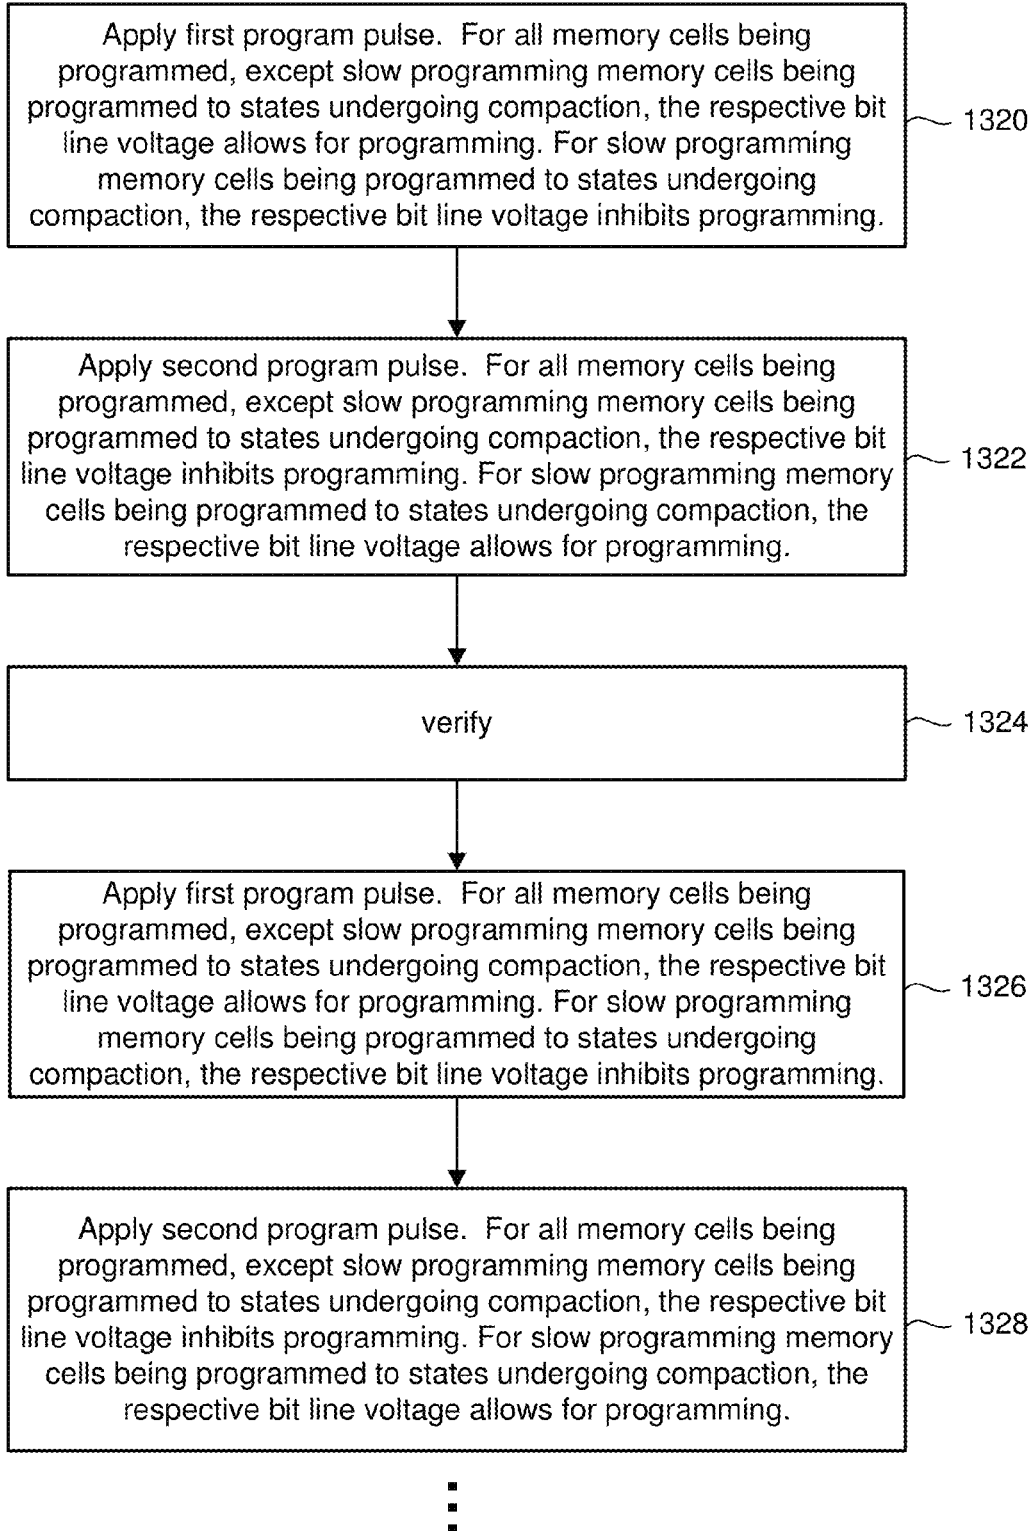 Apply first program pulse.  For all memory cells being
programmed, except slow programming memory cells being
programmed to states undergoing compaction, the respective bit
line voltage allows for programming. For slow programming
memory cells being programmed to states undergoing
compaction, the respective bit line voltage inhibits programming.
1320
Apply second program pulse.  For all memory cells being
programmed, except slow programming memory cells being
programmed to states undergoing compaction, the respective bit
line voltage inhibits programming. For slow programming memory
cells being programmed to states undergoing compaction, the
respective bit line voltage allows for programming.
1322
verify
1324
Apply first program pulse.  For all memory cells being
programmed, except slow programming memory cells being
programmed to states undergoing compaction, the respective bit
line voltage allows for programming. For slow programming
memory cells being programmed to states undergoing
compaction, the respective bit line voltage inhibits programming.
1326
Apply second program pulse.  For all memory cells being
programmed, except slow programming memory cells being
programmed to states undergoing compaction, the respective bit
line voltage inhibits programming. For slow programming memory
cells being programmed to states undergoing compaction, the
respective bit line voltage allows for programming.
1328